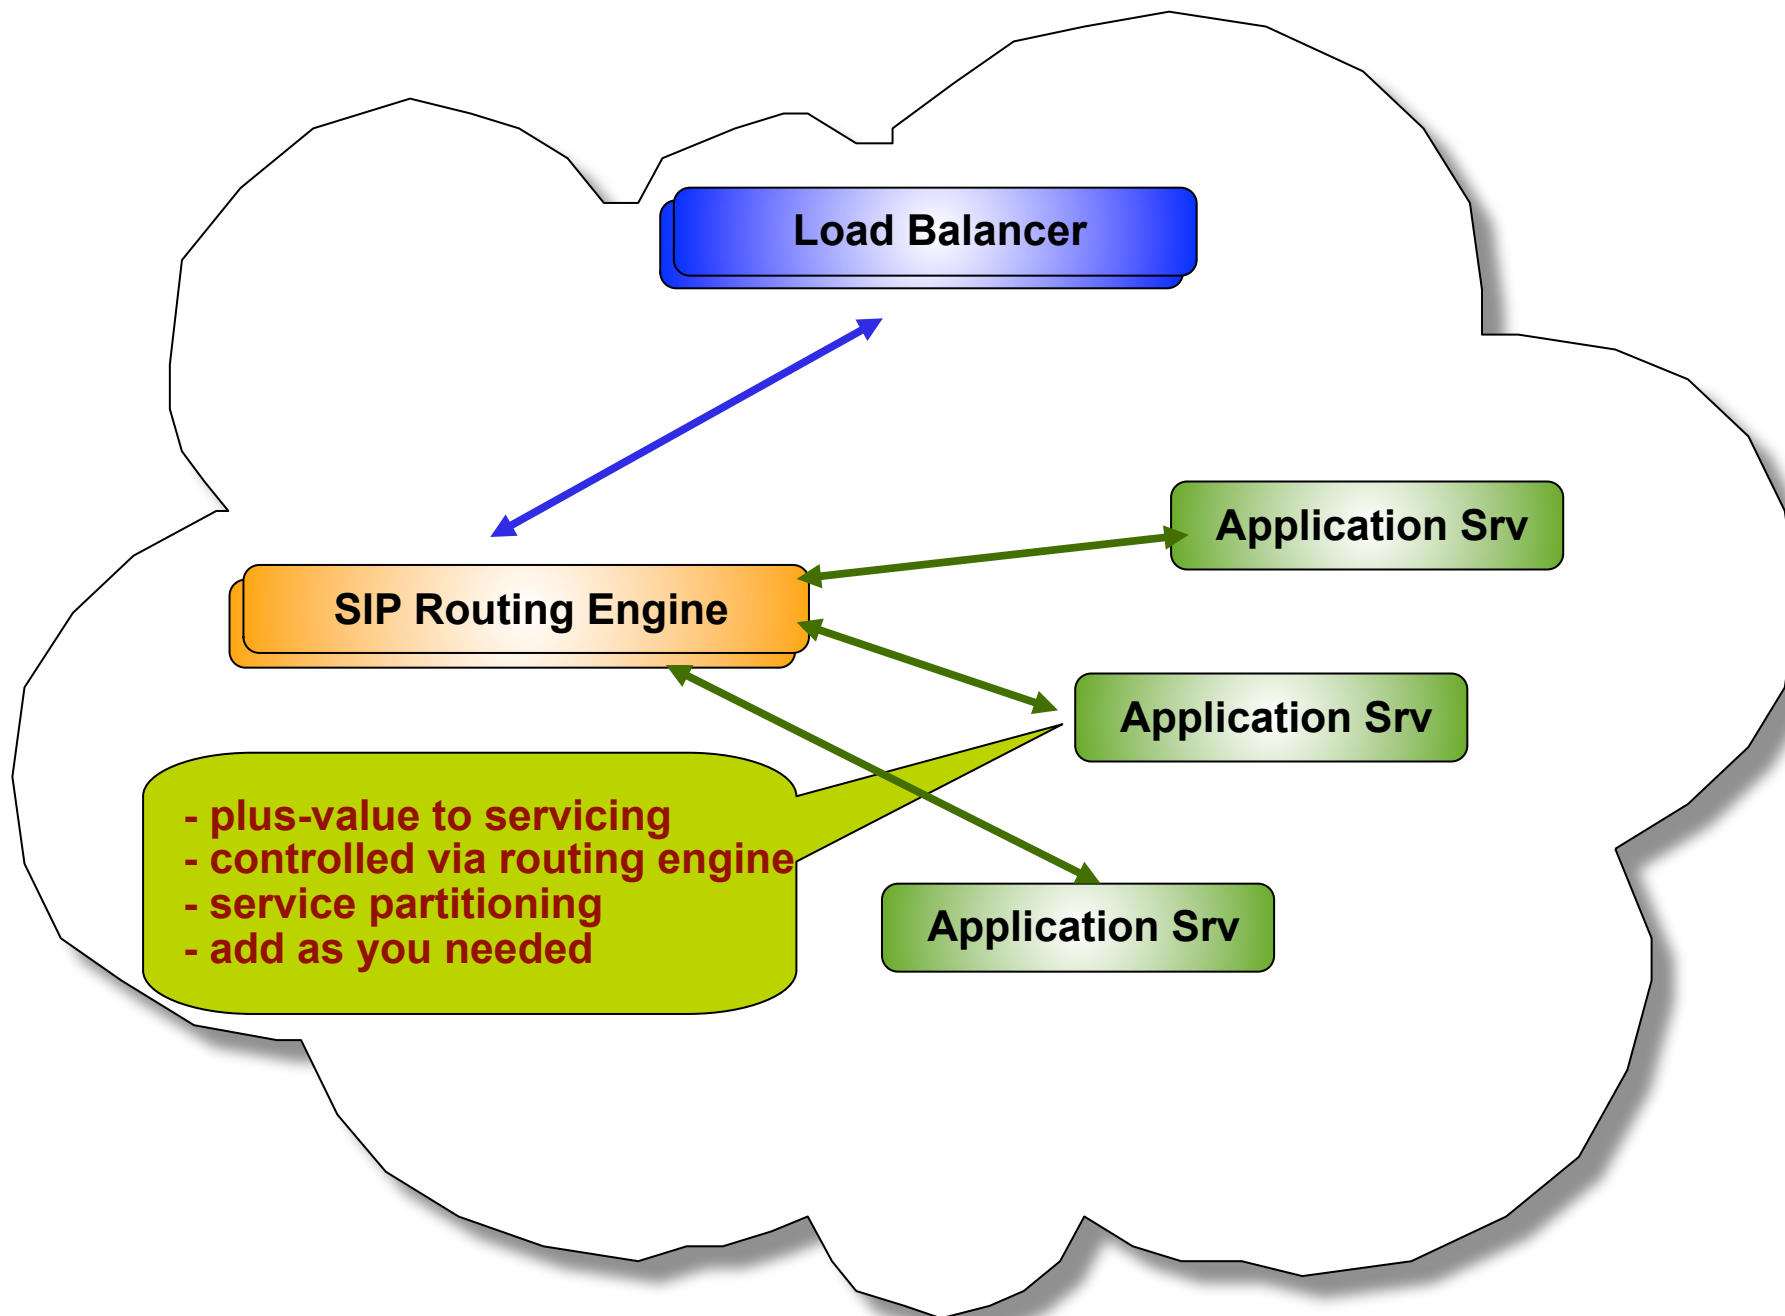 Load Balancer
Application Srv
SIP Routing Engine
Application Srv
- plus-value to servicing
- controlled via routing engine
- service partitioning
- add as you needed
Application Srv